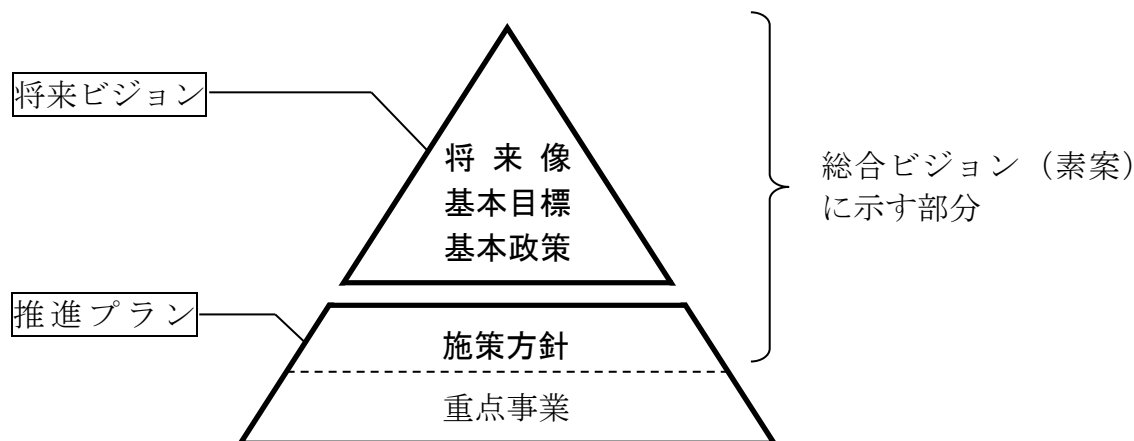 将来ビジョン
将 来 像
基本目標
基本政策
総合ビジョン（素案）
に示す部分
推進プラン
施策方針
重点事業